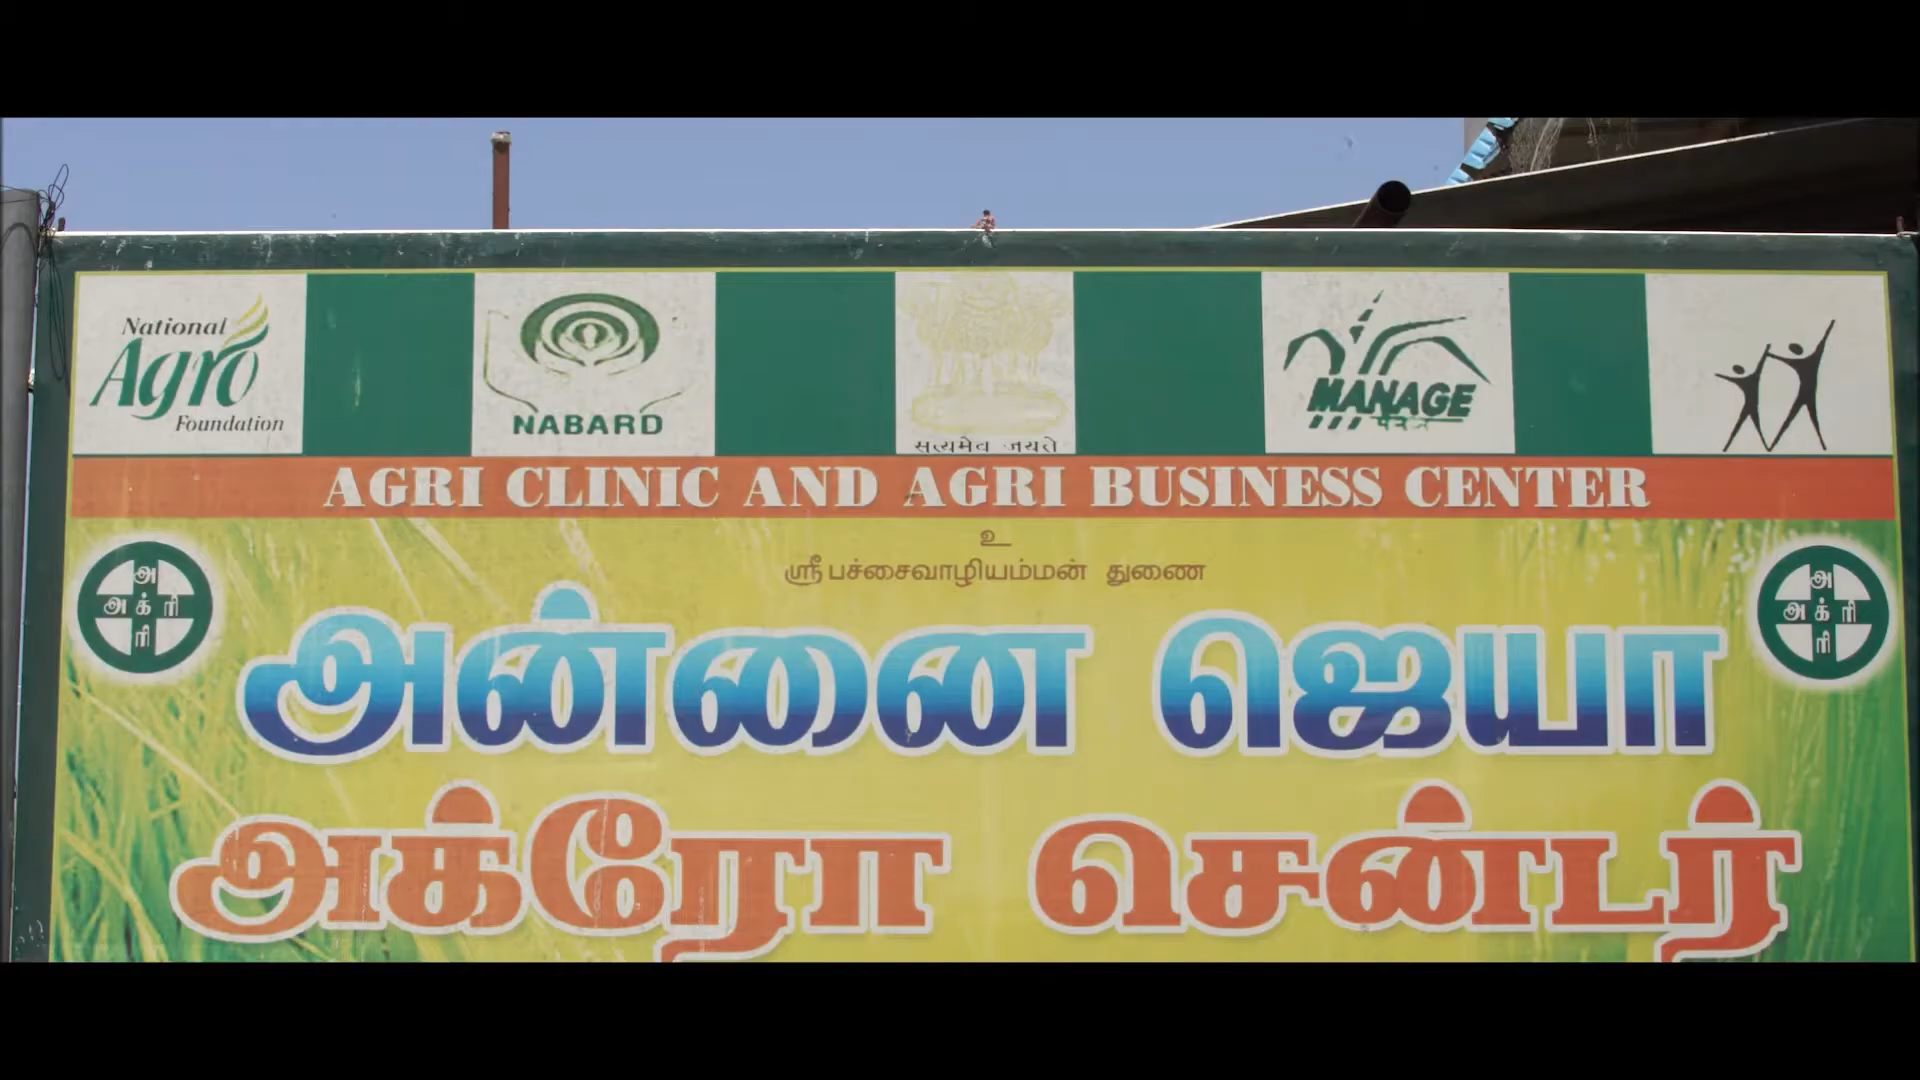 National
Agro
Foundation
NABARD
सत्यमेव जयते
MANAGE
AGRI CLINIC AND AGRI BUSINESS CENTER
உ
ஸ்ரீ பச்சைவாழியம்மன் துணை
அ
அக்ரி
ரி
அன்னை ஜெயா
அ
அக்ரி
ரி
அக்ரோ சென்டர்